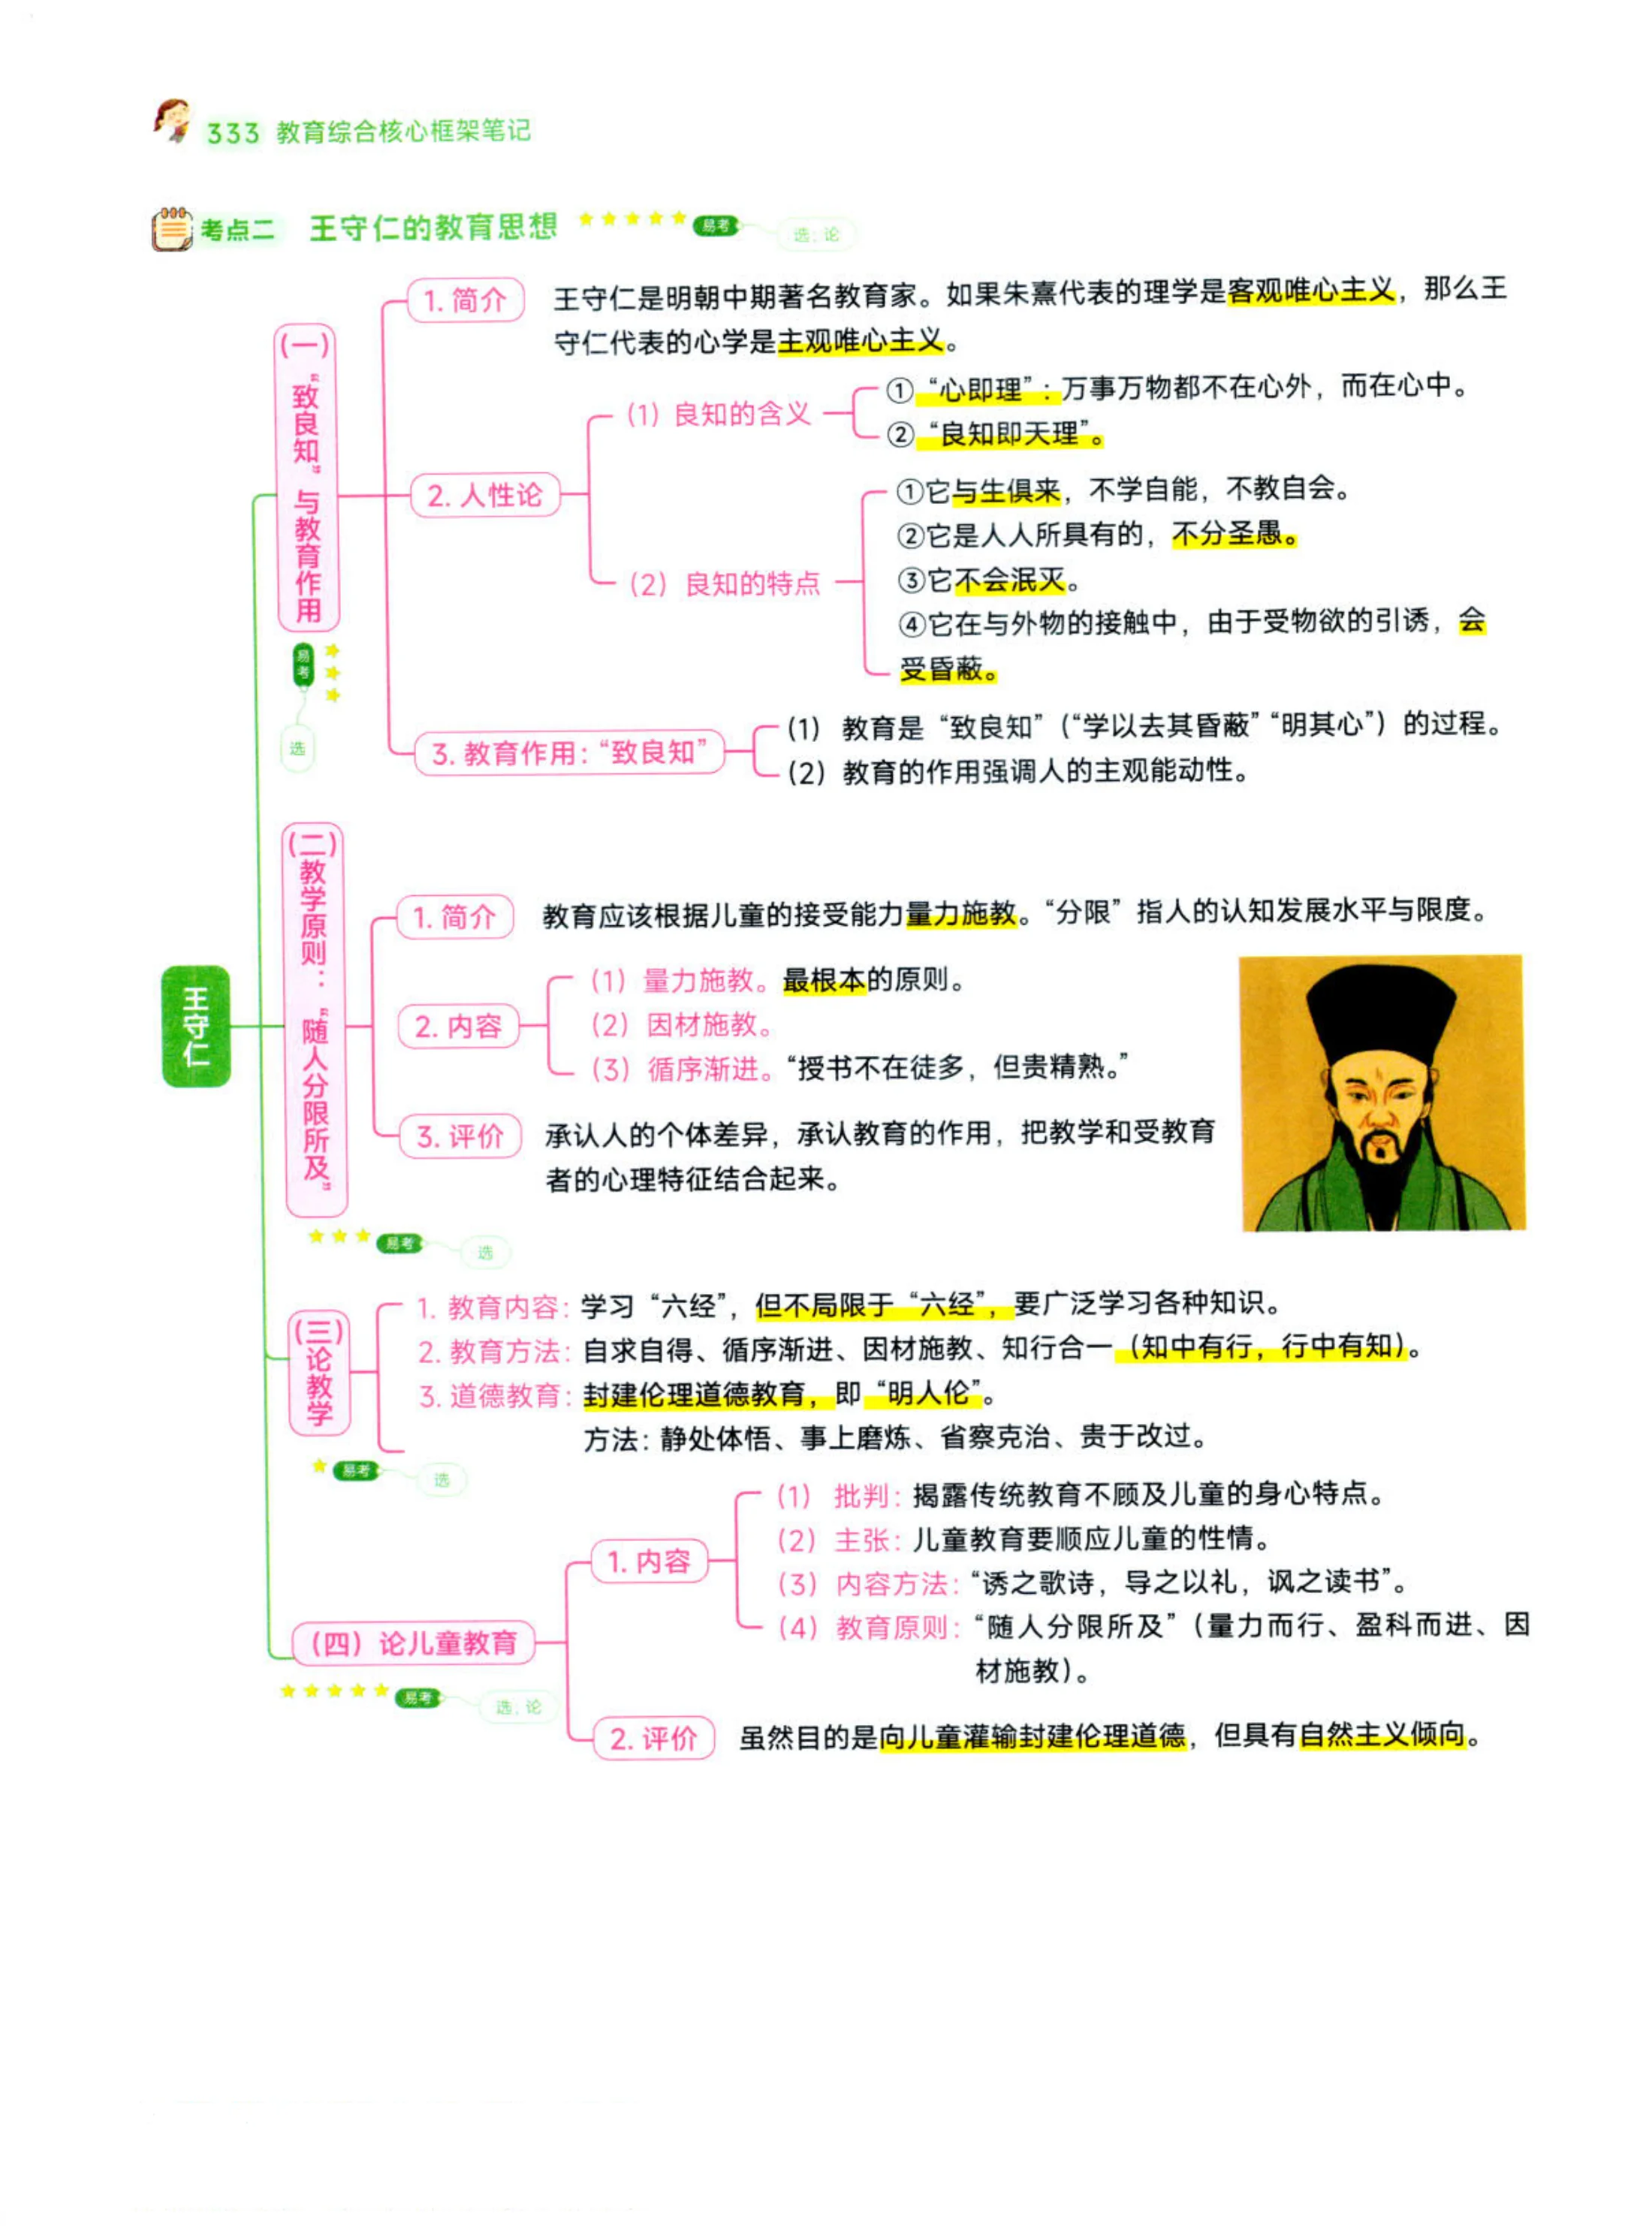 333 教育综合核心框架笔记
考点二 王守仁的教育思想 易考 选；论
王守仁
(一)“致良知”与教育作用
易考
选
1. 简介 王守仁是明朝中期著名教育家。如果朱熹代表的理学是客观唯心主义，那么王
守仁代表的心学是主观唯心主义。
2. 人性论
(1) 良知的含义
①“心即理”：万事万物都不在心外，而在心中。
②“良知即天理”。
(2) 良知的特点
①它与生俱来，不学自能，不教自会。
②它是人人所具有的，不分圣愚。
③它不会泯灭。
④它在与外物的接触中，由于受物欲的引诱，会
受昏蔽。
3. 教育作用：“致良知”
(1) 教育是“致良知”（“学以去其昏蔽”“明其心”）的过程。
(2) 教育的作用强调人的主观能动性。
(二)教学原则：“随人分限所及”
1. 简介 教育应该根据儿童的接受能力量力施教。“分限”指人的认知发展水平与限度。
2. 内容
(1) 量力施教。最根本的原则。
(2) 因材施教。
(3) 循序渐进。“授书不在徒多，但贵精熟。”
3. 评价 承认人的个体差异，承认教育的作用，把教学和受教育
者的心理特征结合起来。
易考 选
(三)论教学
1. 教育内容：学习“六经”，但不局限于“六经”，要广泛学习各种知识。
2. 教育方法：自求自得、循序渐进、因材施教、知行合一（知中有行，行中有知）。
3. 道德教育：封建伦理道德教育，即“明人伦”。
方法：静处体悟、事上磨炼、省察克治、贵于改过。
易考 选
(四) 论儿童教育
易考 选、论
1. 内容
(1) 批判：揭露传统教育不顾及儿童的身心特点。
(2) 主张：儿童教育要顺应儿童的性情。
(3) 内容方法：“诱之歌诗，导之以礼，讽之读书”。
(4) 教育原则：“随人分限所及”（量力而行、盈科而进、因
材施教）。
2. 评价 虽然目的是向儿童灌输封建伦理道德，但具有自然主义倾向。